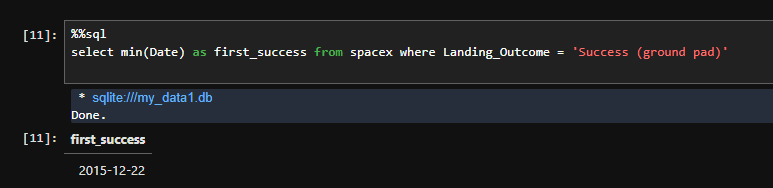 [11]: %%sql
select min(Date) as first_success from spacex where Landing_Outcome = 'Success (ground pad)'
* sqlite:///my_data1.db
Done.
[11]: first_success
2015-12-22